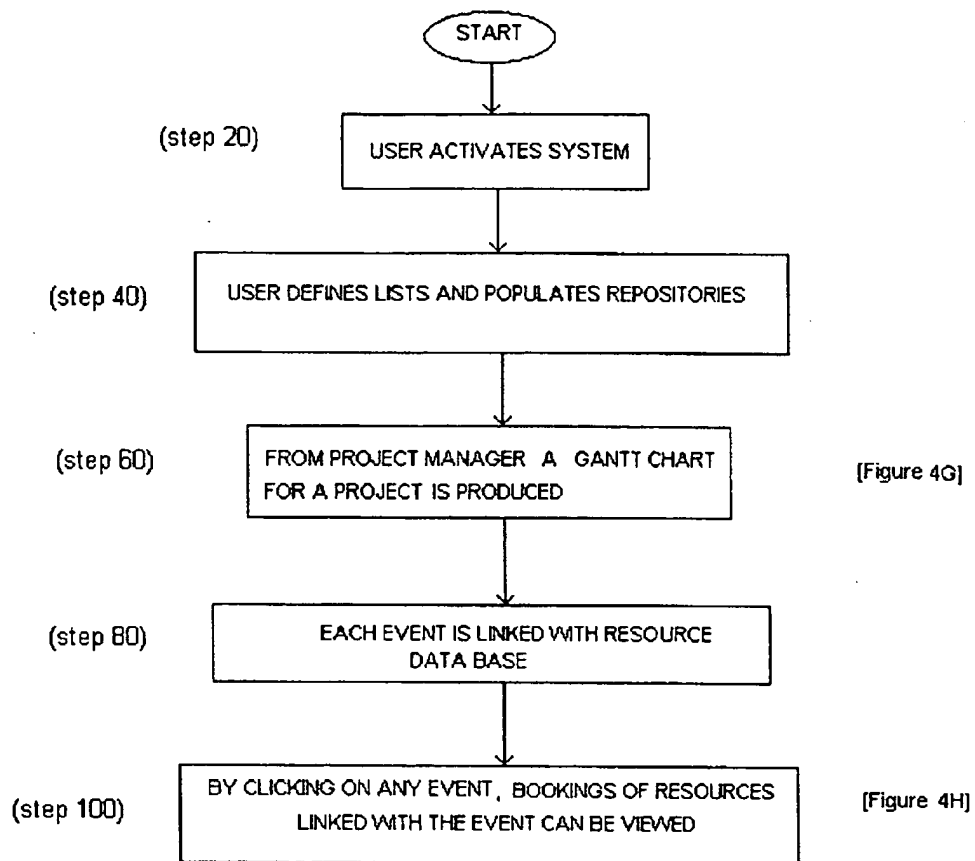 START
(step 20)
USER ACTIVATES SYSTEM
(step 40)
USER DEFINES LISTS AND POPULATES REPOSITORIES
(step 60)
FROM PROJECT MANAGER A GANTT CHART
FOR A PROJECT IS PRODUCED
[Figure 4G]
(step 80)
EACH EVENT IS LINKED WITH RESOURCE
DATA BASE
(step 100)
BY CLICKING ON ANY EVENT, BOOKINGS OF RESOURCES
LINKED WITH THE EVENT CAN BE VIEWED
[Figure 4H]